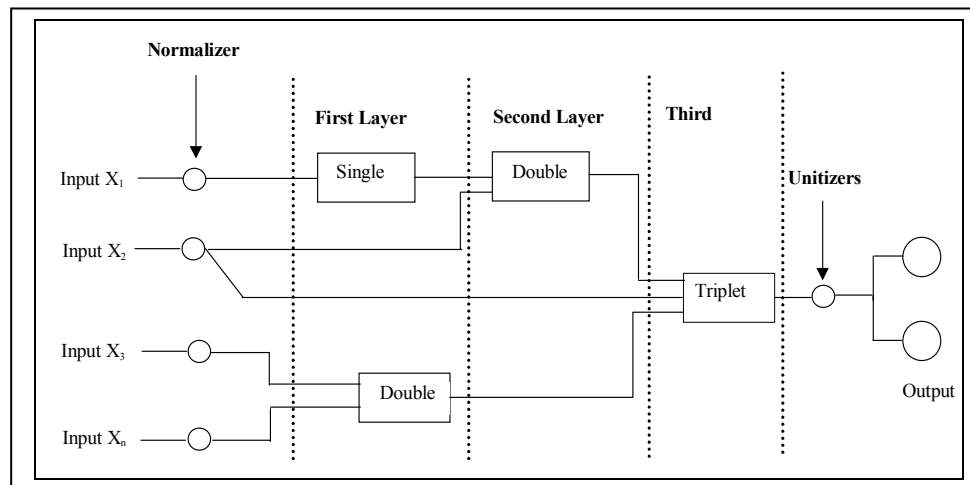 Normalizer
First Layer
Second Layer
Third
Input X₁
Single
Double
Unitizers
Input X₂
Triplet
Input X₃
Double
Output
Input Xₙ